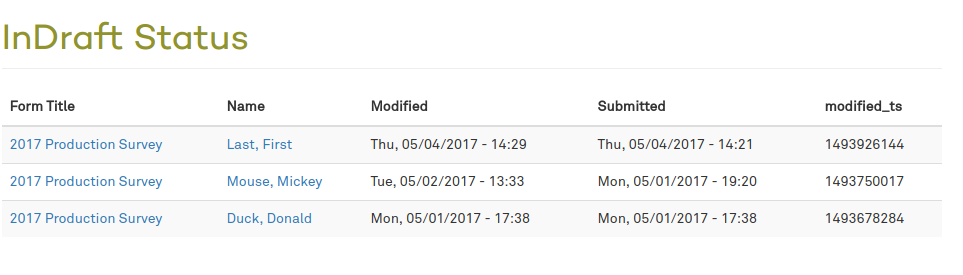 InDraft Status
Form Title Name Modified Submitted modified_ts
2017 Production Survey Last, First Thu, 05/04/2017 - 14:29 Thu, 05/04/2017 - 14:21 1493926144
2017 Production Survey Mouse, Mickey Tue, 05/02/2017 - 13:33 Mon, 05/01/2017 - 19:20 1493750017
2017 Production Survey Duck, Donald Mon, 05/01/2017 - 17:38 Mon, 05/01/2017 - 17:38 1493678284